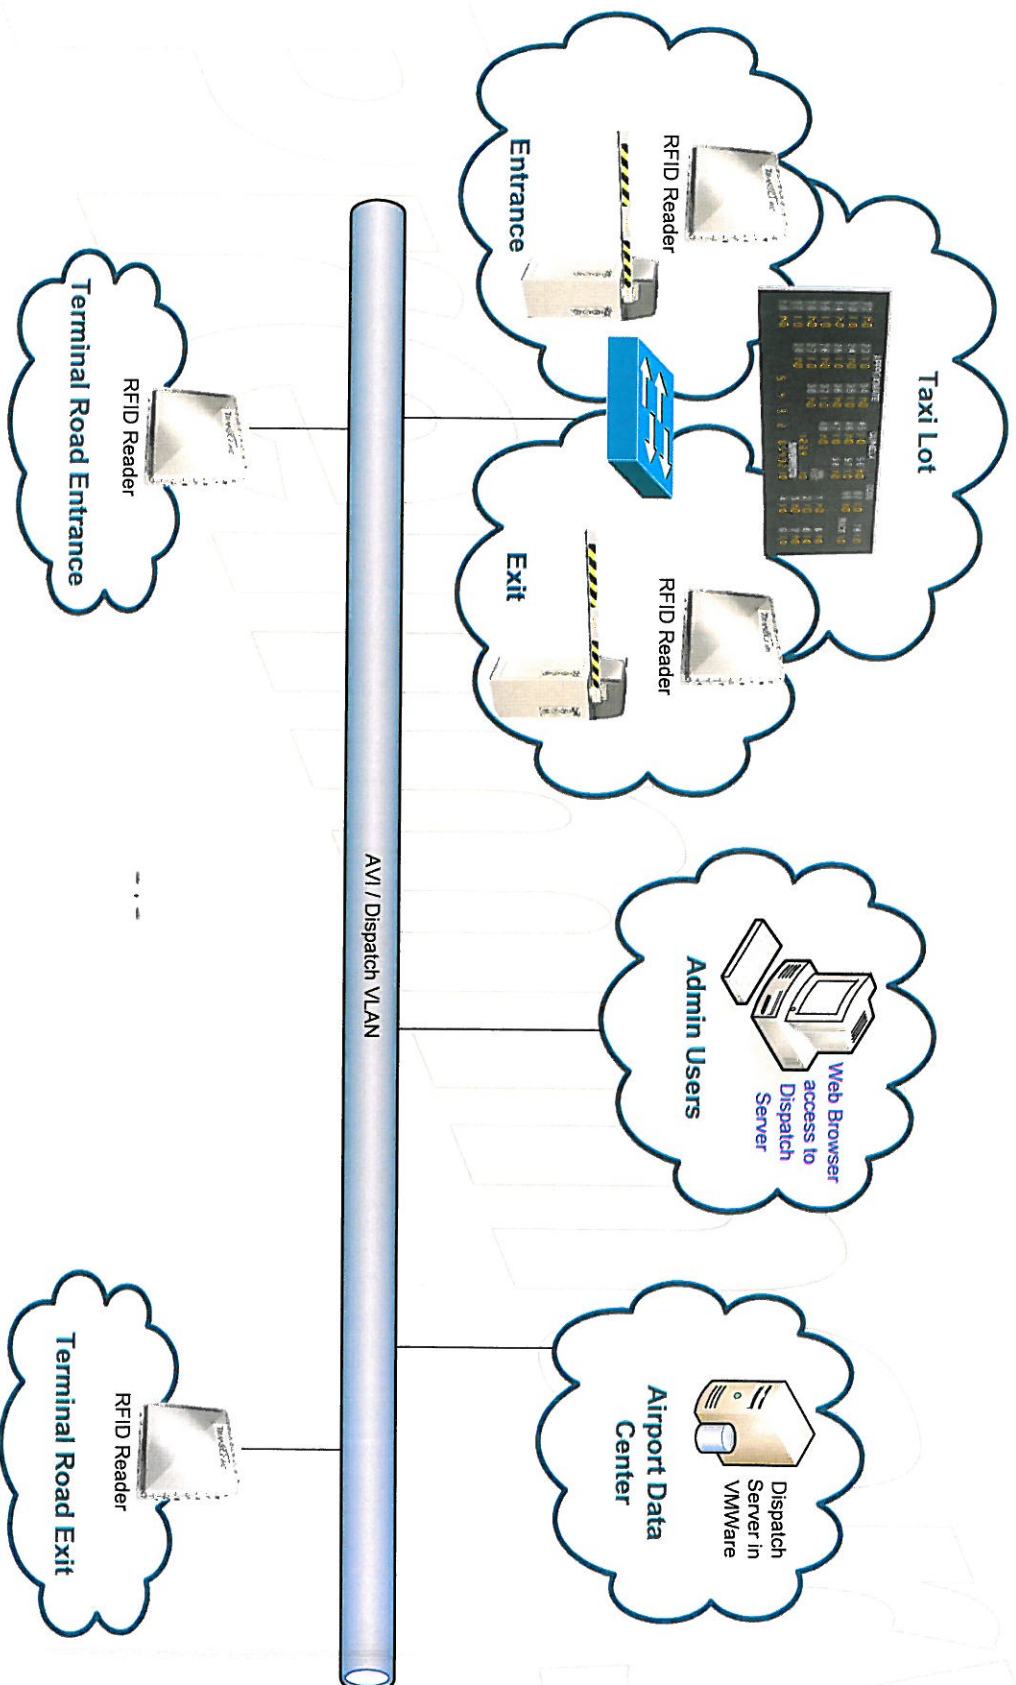 Taxi Lot
APPROXIMATE
RFID Reader
Entrance
RFID Reader
Exit
Web Browser
access to
Dispatch
Server
Admin Users
Dispatch
Server in
VMWare
Airport Data
Center
AVI / Dispatch VLAN
RFID Reader
Terminal Road Entrance
RFID Reader
Terminal Road Exit